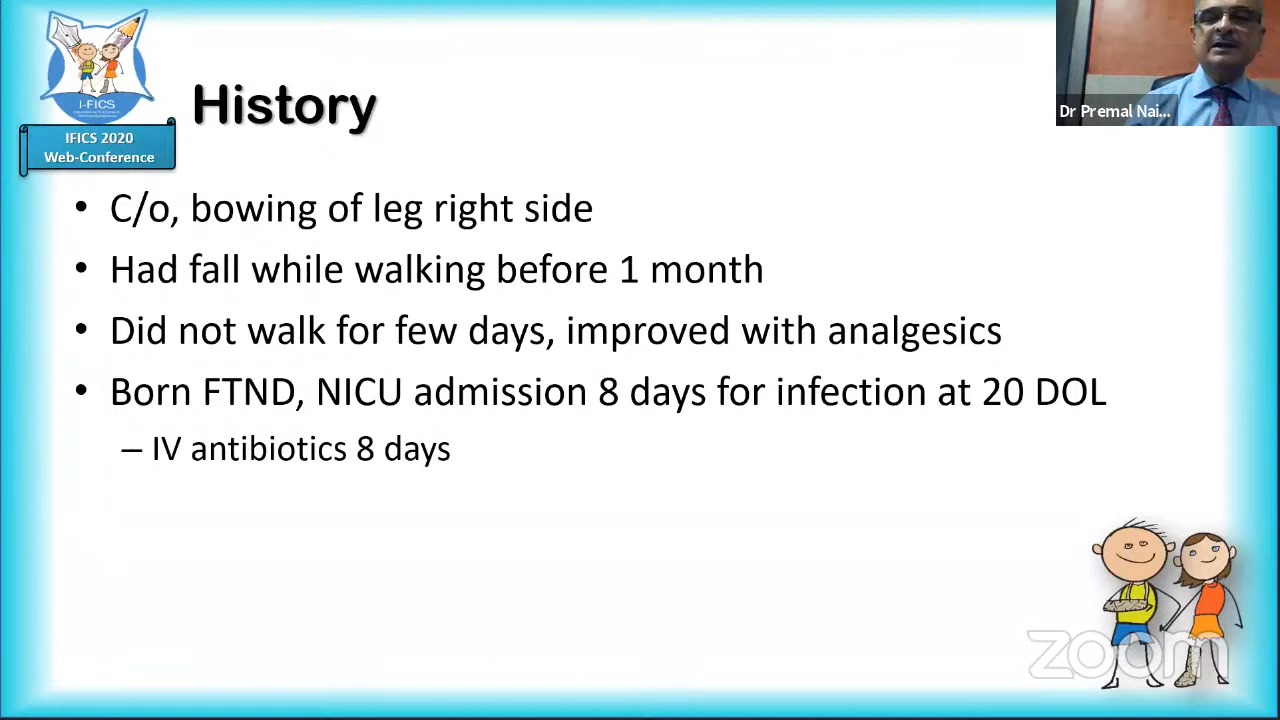 I-FICS
IFICS 2020
Web-Conference
History
Dr Premal Nai...
• C/o, bowing of leg right side
• Had fall while walking before 1 month
• Did not walk for few days, improved with analgesics
• Born FTND, NICU admission 8 days for infection at 20 DOL
– IV antibiotics 8 days
zoom